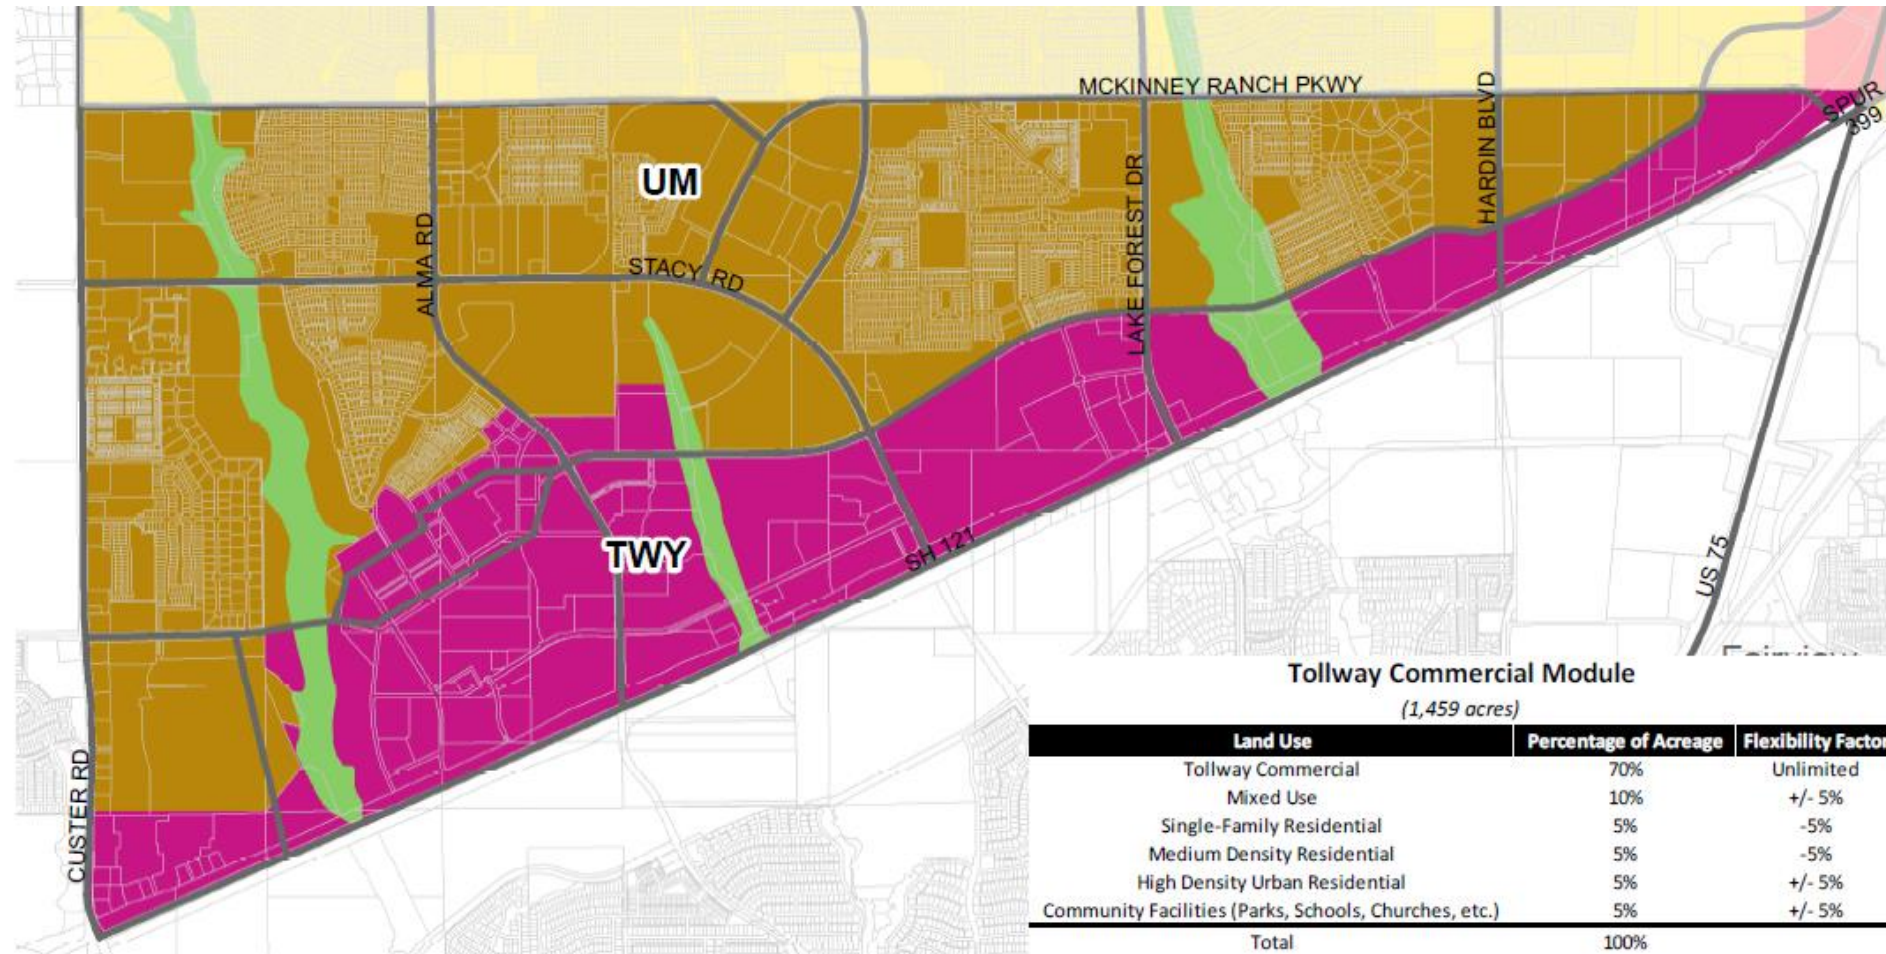 MCKINNEY RANCH PKWY
SPUR
399
HARDIN BLVD
UM
LAKE FOREST DR
ALMA RD
STACY RD
TWY
SH 121
US 75
CUSTER RD
Tollway Commercial Module
(1,459 acres)
Land Use Percentage of Acreage Flexibility Factor
Tollway Commercial 70% Unlimited
Mixed Use 10% +/- 5%
Single-Family Residential 5% -5%
Medium Density Residential 5% -5%
High Density Urban Residential 5% +/- 5%
Community Facilities (Parks, Schools, Churches, etc.) 5% +/- 5%
Total 100%